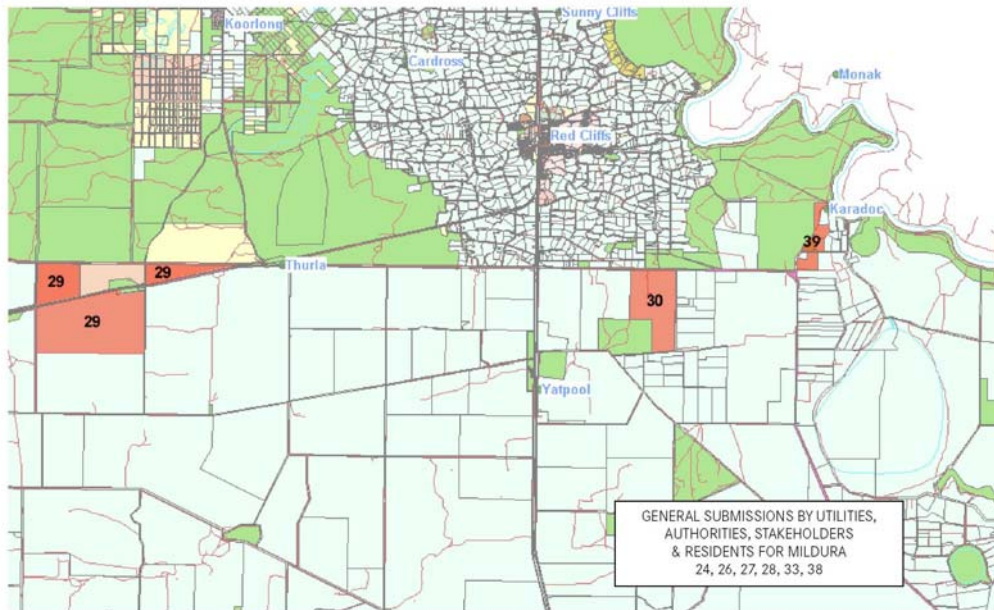 Sunny Cliffs
Koorlong
Cardross
Monak
Red Cliffs
Karadoc
39
Thurla
29
29
30
29
Yatpool
GENERAL SUBMISSIONS BY UTILITIES,
AUTHORITIES, STAKEHOLDERS
& RESIDENTS FOR MILDURA
24, 26, 27, 28, 33, 38